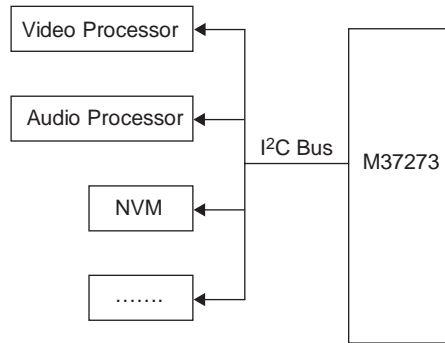 Video Processor
Audio Processor
I²C Bus
M37273
NVM
.......